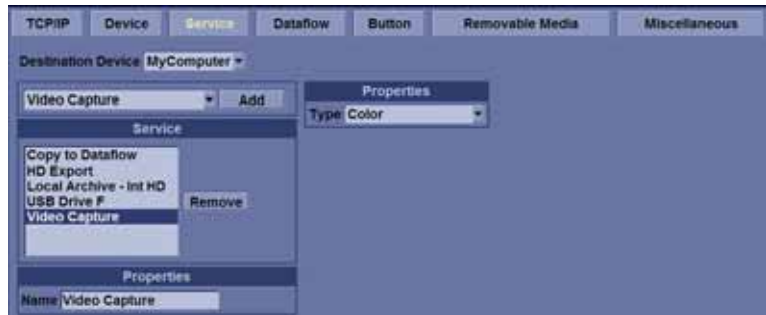 TCP/IP Device Service Dataflow Button Removable Media Miscellaneous
Destination Device MyComputer
Video Capture Add
Service
Copy to Dataflow
HD Export
Local Archive - Int HD
USB Drive F
Video Capture
Remove
Properties
Name Video Capture
Properties
Type Color